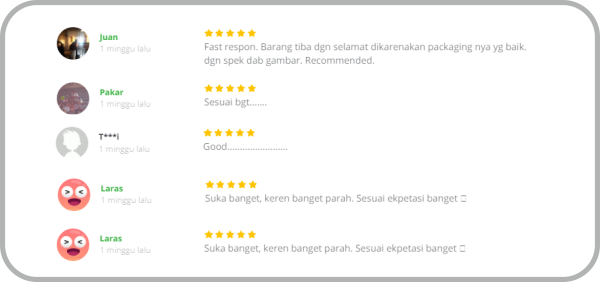 Juan
1 minggu lalu
Fast respon. Barang tiba dgn selamat dikarenakan packaging nya yg baik.
dgn spek dab gambar. Recommended.
Pakar
1 minggu lalu
Sesuai bgt.......
T***i
1 minggu lalu
Good........................
Laras
1 minggu lalu
Suka banget, keren banget parah. Sesuai ekpetasi banget
Laras
1 minggu lalu
Suka banget, keren banget parah. Sesuai ekpetasi banget